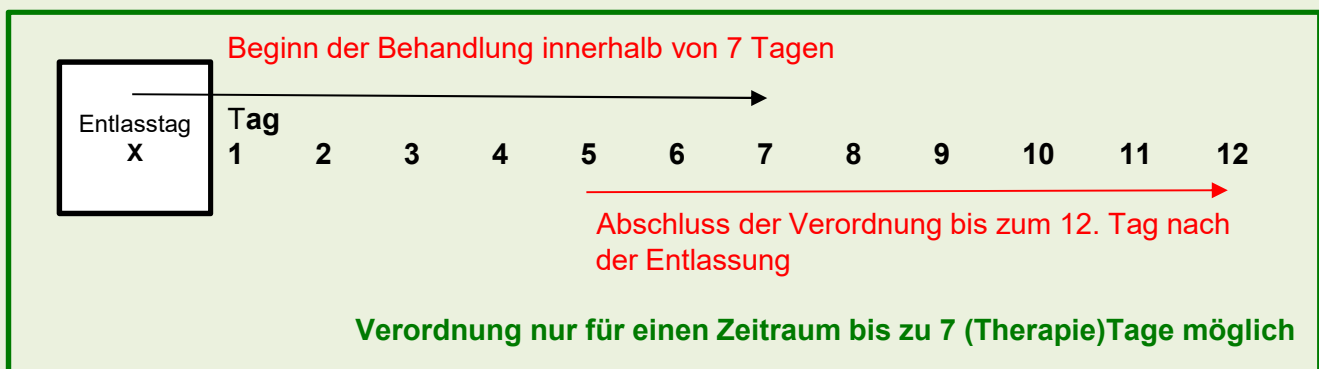 Beginn der Behandlung innerhalb von 7 Tagen
Entlasstag
X
Tag
1 2 3 4 5 6 7 8 9 10 11 12
Abschluss der Verordnung bis zum 12. Tag nach
der Entlassung
Verordnung nur für einen Zeitraum bis zu 7 (Therapie)Tage möglich